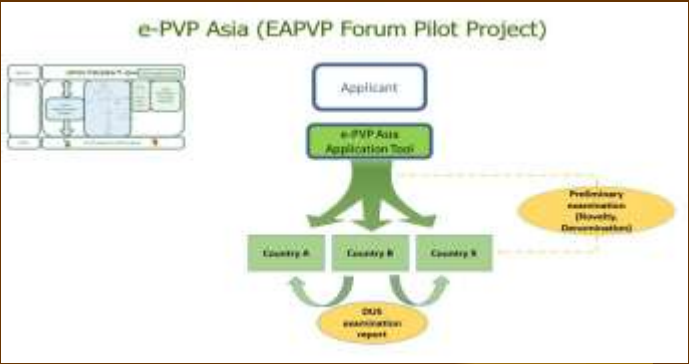 e-PVP Asia (EAPVP Forum Pilot Project)
Applicant
e-PVP Asia
Application Tool
Preliminary
examination
(Novelty,
Denomination)
Country A
Country B
Country X
DUS
examination
report